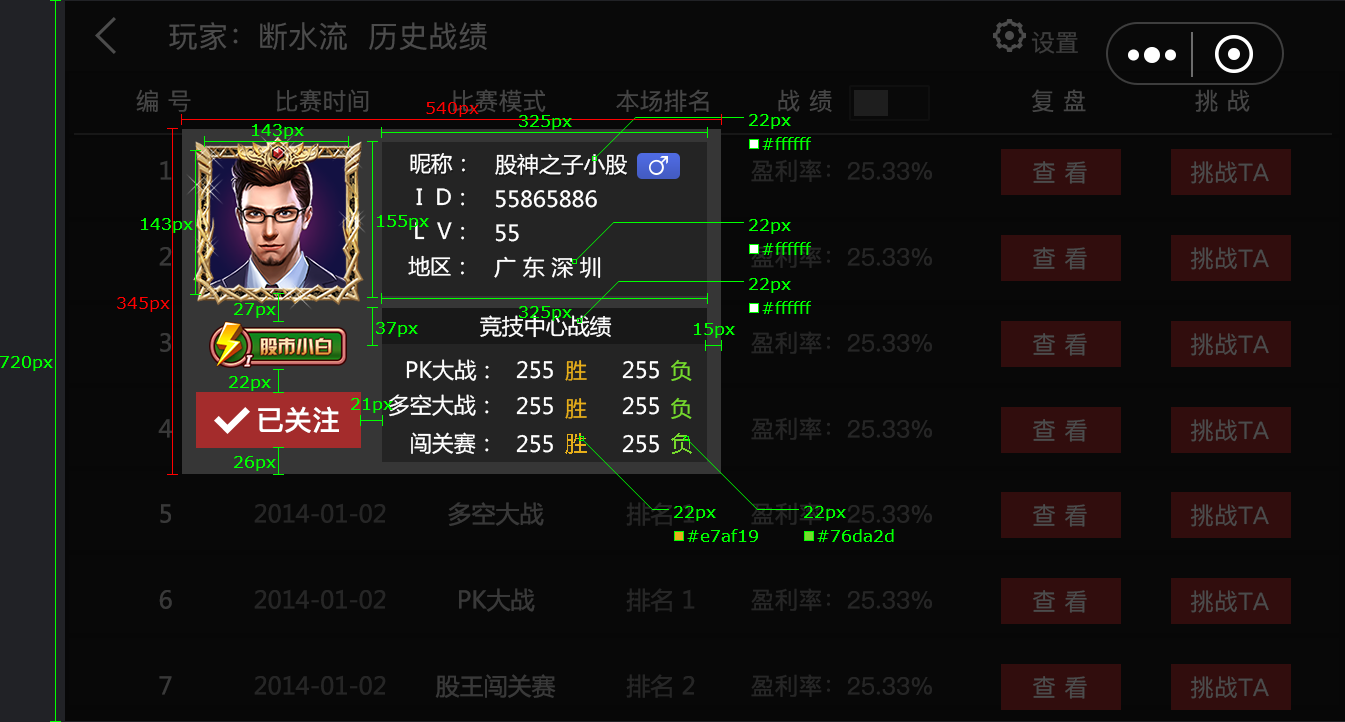 玩家：断水流 历史战绩
设置
编 号 比赛时间 比赛模式 本场排名 战 绩 复 盘 挑 战
540px
143px 325px 22px
#ffffff
1 昵称： 股神之子小股 盈利率：25.33% 查 看 挑战TA
I D： 55865886
143px 155px 22px
L V： 55
#ffffff
2 地区： 广 东 深 圳 盈利率：25.33% 查 看 挑战TA
22px
345px 27px 325px #ffffff
竞技中心战绩
37px 15px
3 I 股市小白 盈利率：25.33% 查 看 挑战TA
720px
PK大战： 255 胜 255 负
22px
21px 多空大战： 255 胜 255 负
4 已关注 盈利率：25.33% 查 看 挑战TA
闯关赛： 255 胜 255 负
26px
5 2014-01-02 多空大战 排名 盈利率：25.33% 查 看 挑战TA
22px 22px
#e7af19 #76da2d
6 2014-01-02 PK大战 排名 1 盈利率：25.33% 查 看 挑战TA
7 2014-01-02 股王闯关赛 排名 2 盈利率：25.33% 查 看 挑战TA